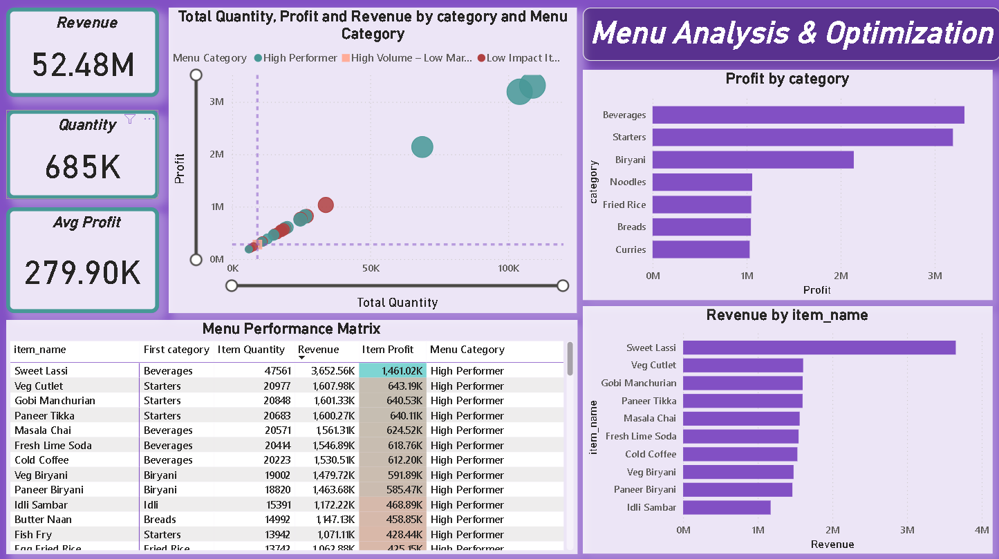 Revenue
52.48M
Quantity
685K
Avg Profit
279.90K
Total Quantity, Profit and Revenue by category and Menu
Category
Menu Category High Performer High Volume – Low Mar... Low Impact It...
Profit
3M
2M
1M
0M
0K 50K 100K
Total Quantity
Menu Analysis & Optimization
Profit by category
category
Beverages
Starters
Biryani
Noodles
Fried Rice
Breads
Curries
0M 1M 2M 3M
Profit
Menu Performance Matrix
item_name First category Item Quantity Revenue Item Profit Menu Category
Sweet Lassi Beverages 47561 3,652.56K 1,461.02K High Performer
Veg Cutlet Starters 20977 1,607.98K 643.19K High Performer
Gobi Manchurian Starters 20848 1,601.33K 640.53K High Performer
Paneer Tikka Starters 20683 1,600.27K 640.11K High Performer
Masala Chai Beverages 20571 1,561.31K 624.52K High Performer
Fresh Lime Soda Beverages 20414 1,546.89K 618.76K High Performer
Cold Coffee Beverages 20223 1,530.51K 612.20K High Performer
Veg Biryani Biryani 19002 1,479.72K 591.89K High Performer
Paneer Biryani Biryani 18820 1,463.68K 585.47K High Performer
Idli Sambar Idli 15391 1,172.22K 468.89K High Performer
Butter Naan Breads 14992 1,147.13K 458.85K High Performer
Fish Fry Starters 13942 1,071.11K 428.44K High Performer
Egg Fried Rice Fried Rice 13742 1,062.88K 425.15K High Performer
Revenue by item_name
item_name
Sweet Lassi
Veg Cutlet
Gobi Manchurian
Paneer Tikka
Masala Chai
Fresh Lime Soda
Cold Coffee
Veg Biryani
Paneer Biryani
Idli Sambar
0M 1M 2M 3M 4M
Revenue